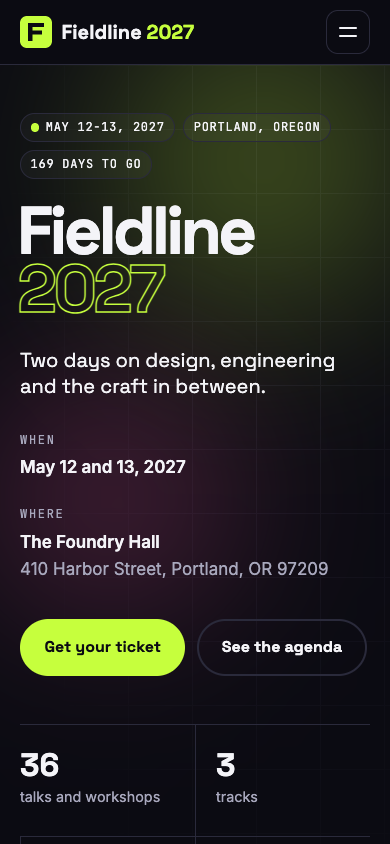 F Fieldline 2027
MAY 12-13, 2027
PORTLAND, OREGON
169 DAYS TO GO
Fieldline
2027
Two days on design, engineering
and the craft in between.
WHEN
May 12 and 13, 2027
WHERE
The Foundry Hall
410 Harbor Street, Portland, OR 97209
Get your ticket
See the agenda
36
talks and workshops
3
tracks